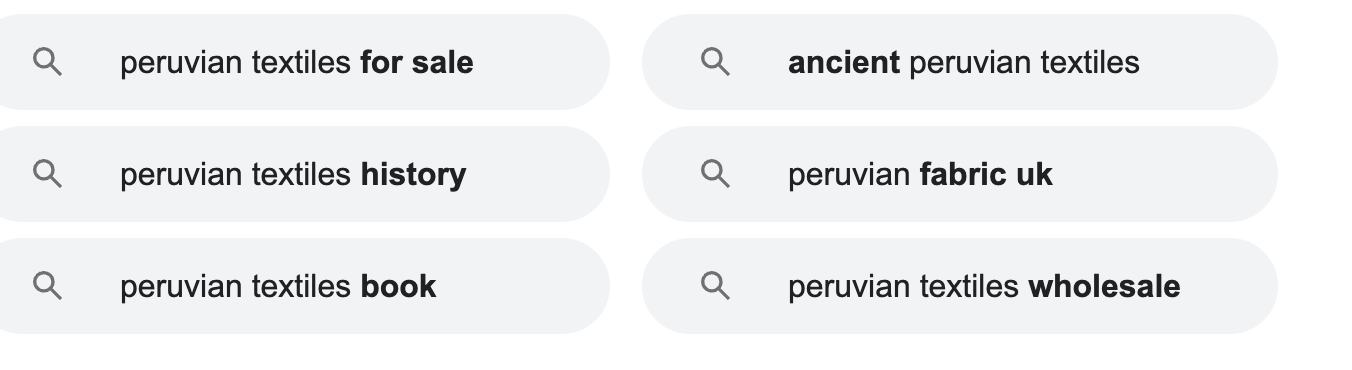 peruvian textiles for sale
ancient peruvian textiles
peruvian textiles history
peruvian fabric uk
peruvian textiles book
peruvian textiles wholesale